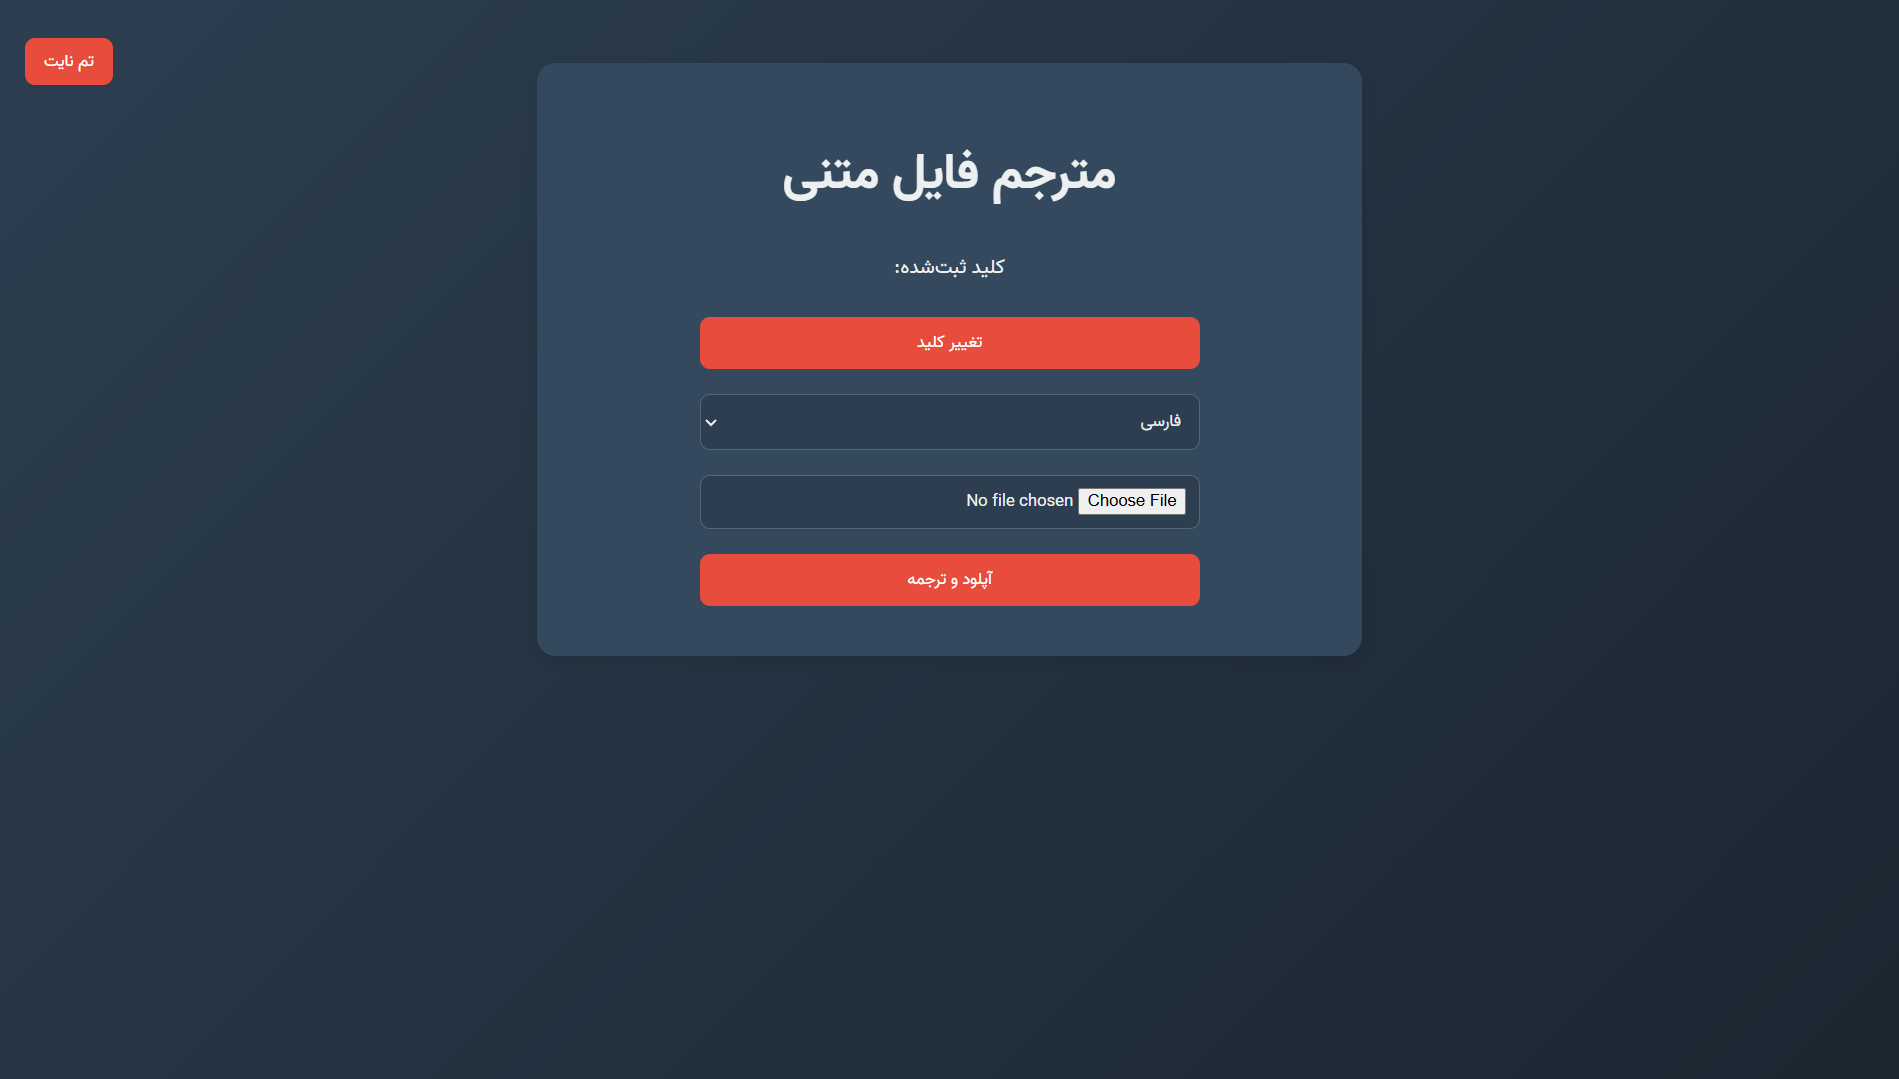 تم نایت
مترجم فایل متنی
کلید ثبت‌شده:
تغییر کلید
فارسی
Choose File No file chosen
آپلود و ترجمه